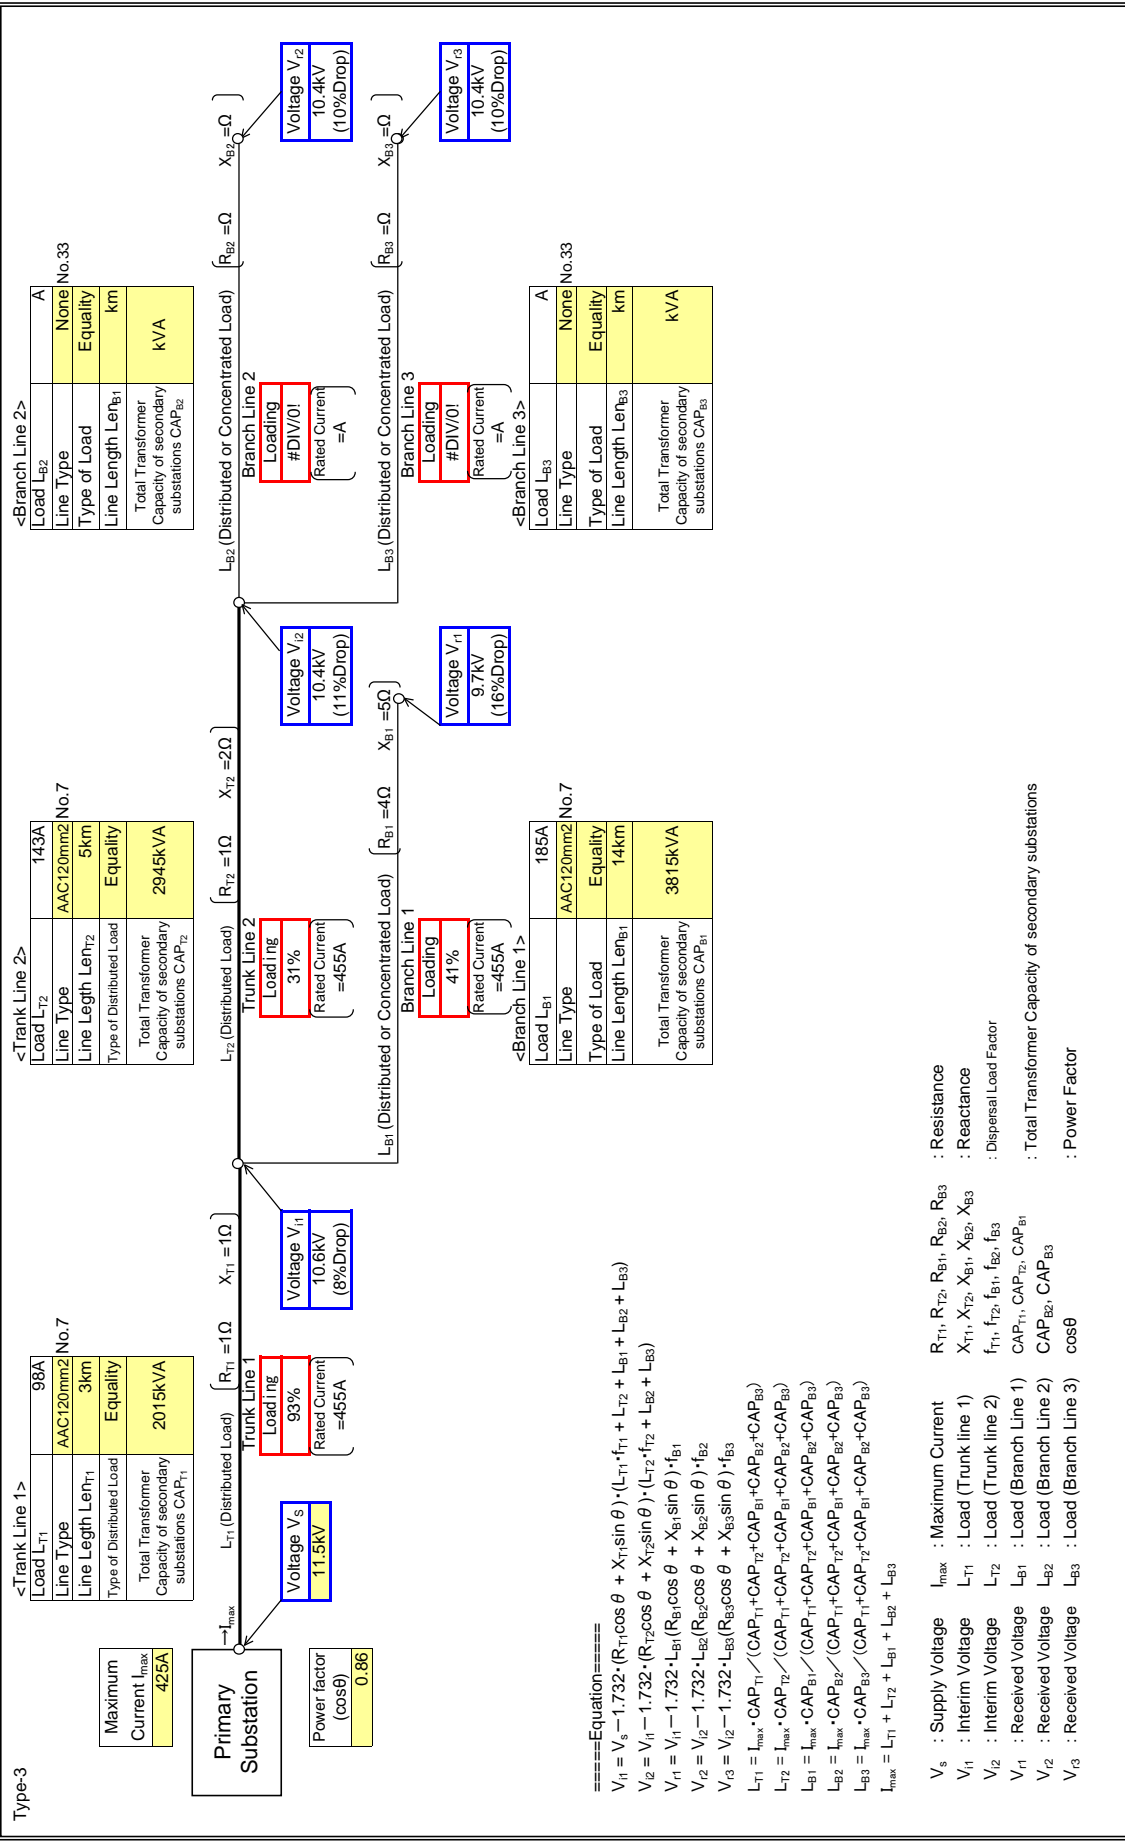 Type-3
Maximum
Current Imax
425A
Primary
Substation
Power factor
(cosθ)
0.86
→Imax
Voltage VS
11.5kV
<Trank Line 1>
Load LT1 98A
Line Type AAC120mm2 No.7
Line Legth LenT1 3km
Type of Distributed Load Equality
Total Transformer
Capacity of secondary
substations CAPT1
2015kVA
LT1 (Distributed Load)
RT1 =1Ω XT1 =1Ω
Trunk Line 1
Loading
93%
Rated Current
=455A
Voltage Vi1
10.6kV
(8%Drop)
<Trank Line 2>
Load LT2 143A
Line Type AAC120mm2 No.7
Line Legth LenT2 5km
Type of Distributed Load Equality
Total Transformer
Capacity of secondary
substations CAPT2
2945kVA
LT2 (Distributed Load)
RT2 =1Ω XT2 =2Ω
Trunk Line 2
Loading
31%
Rated Current
=455A
Voltage Vi2
10.4kV
(11%Drop)
LB1 (Distributed or Concentrated Load)
RB1 =4Ω XB1 =5Ω
Branch Line 1
Loading
41%
Rated Current
=455A
Voltage Vr1
9.7kV
(16%Drop)
<Branch Line 1>
Load LB1 185A
Line Type AAC120mm2 No.7
Type of Load Equality
Line Length LenB1 14km
Total Transformer
Capacity of secondary
substations CAPB1
3815kVA
<Branch Line 2>
Load LB2 A
Line Type None No.33
Type of Load Equality
Line Length LenB1 km
Total Transformer
Capacity of secondary
substations CAPB2
kVA
LB2 (Distributed or Concentrated Load)
RB2 =Ω XB2 =Ω
Branch Line 2
Loading
#DIV/0!
Rated Current
=A
Voltage Vr2
10.4kV
(10%Drop)
LB3 (Distributed or Concentrated Load)
RB3 =Ω XB3 =Ω
Branch Line 3
Loading
#DIV/0!
Rated Current
=A
Voltage Vr3
10.4kV
(10%Drop)
<Branch Line 3>
Load LB3 A
Line Type None No.33
Type of Load Equality
Line Length LenB3 km
Total Transformer
Capacity of secondary
substations CAPB3
kVA
=====Equation=====
Vi1 = Vs－1.732・(RT1cosθ + XT1sinθ)・(LT1・fT1 + LT2 + LB1 + LB2 + LB3)
Vi2 = Vi1－1.732・(RT2cosθ + XT2sinθ)・(LT2・fT2 + LB2 + LB3)
Vr1 = Vi1－1.732・LB1(RB1cosθ + XB1sinθ)・fB1
Vr2 = Vi2－1.732・LB2(RB2cosθ + XB2sinθ)・fB2
Vr3 = Vi2－1.732・LB3(RB3cosθ + XB3sinθ)・fB3
LT1 = Imax・CAPT1／(CAPT1+CAPT2+CAPB1+CAPB2+CAPB3)
LT2 = Imax・CAPT2／(CAPT1+CAPT2+CAPB1+CAPB2+CAPB3)
LB1 = Imax・CAPB1／(CAPT1+CAPT2+CAPB1+CAPB2+CAPB3)
LB2 = Imax・CAPB2／(CAPT1+CAPT2+CAPB1+CAPB2+CAPB3)
LB3 = Imax・CAPB3／(CAPT1+CAPT2+CAPB1+CAPB2+CAPB3)
Imax = LT1 + LT2 + LB1 + LB2 + LB3
Vs : Supply Voltage Imax : Maximum Current RT1, RT2, RB1, RB2, RB3 : Resistance
Vi1 : Interim Voltage LT1 : Load (Trunk line 1) XT1, XT2, XB1, XB2, XB3 : Reactance
Vi2 : Interim Voltage LT2 : Load (Trunk line 2) fT1, fT2, fB1, fB2, fB3 : Dispersal Load Factor
Vr1 : Received Voltage LB1 : Load (Branch Line 1) CAPT1, CAPT2, CAPB1 : Total Transformer Capacity of secondary substations
Vr2 : Received Voltage LB2 : Load (Branch Line 2) CAPB2, CAPB3
Vr3 : Received Voltage LB3 : Load (Branch Line 3) cosθ : Power Factor